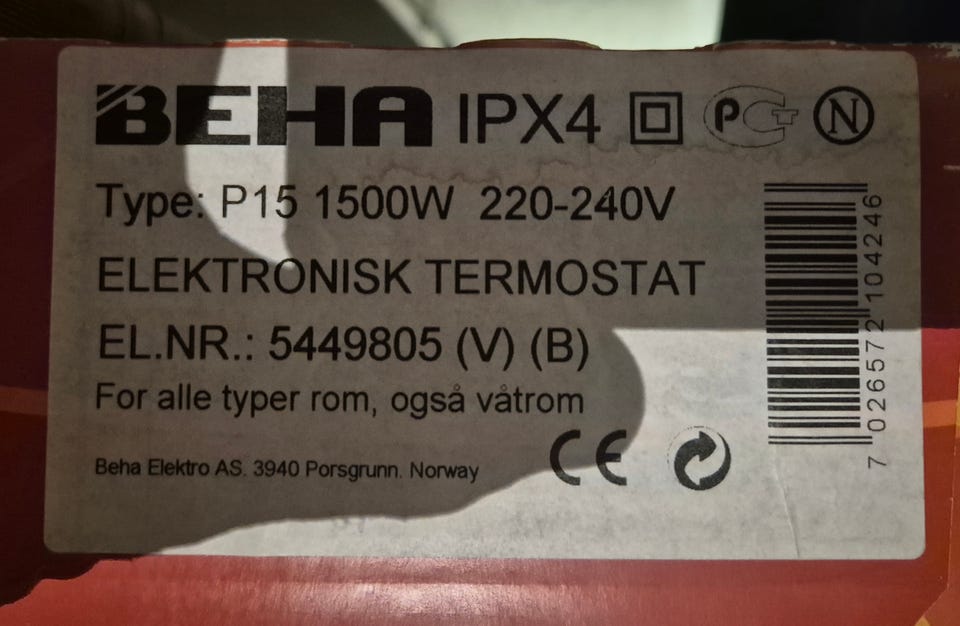 BEHA IPX4 PCT N
Type: P15 1500W 220-240V
ELEKTRONISK TERMOSTAT
EL.NR.: 5449805 (V) (B)
For alle typer rom, også våtrom
Beha Elektro AS. 3940 Porsgrunn. Norway
CE
7 026572 104246